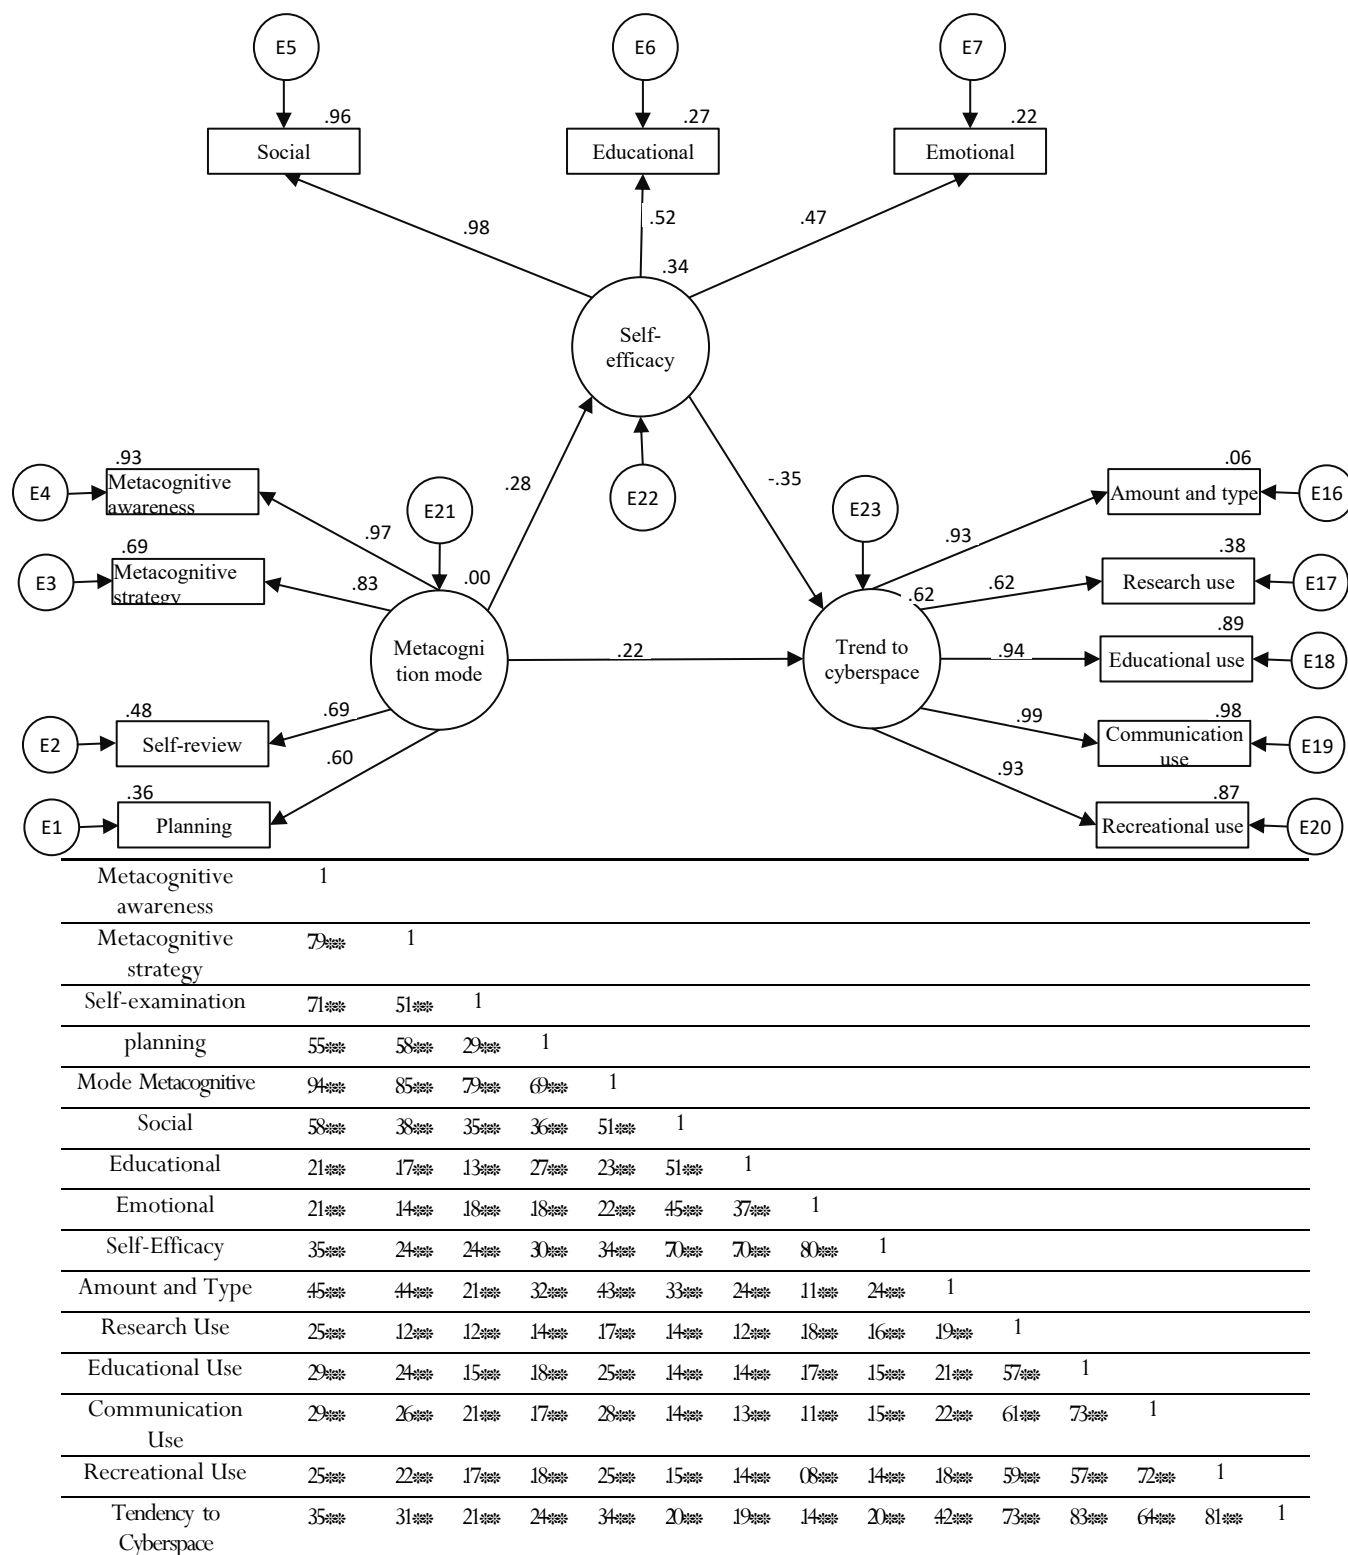 E5
E6
E7
.96
.27
.22
Social
Educational
Emotional
.98
.52
.47
.34
Self-
efficacy
.93
Metacognitive
awareness
E4
.97
.28
E21
E22
-.35
E23
.06
Amount and type
E16
.93
.69
Metacognitive
strategy
E3
.83
.00
.62
.62
.38
Research use
E17
Metacogni
tion mode
.22
Trend to
cyberspace
.94
.89
Educational use
E18
.48
Self-review
E2
.69
.99
.98
Communication
use
E19
.60
.93
.36
Planning
E1
.87
Recreational use
E20
Metacognitive
awareness
1
Metacognitive
strategy
.79** 1
Self-examination .71** .51** 1
planning .55** .58** .29** 1
Mode Metacognitive .94** .85** .79** .69** 1
Social .58** .38** .35** .36** .51** 1
Educational .21** .17** .13** .27** .23** .51** 1
Emotional .21** .14** .18** .18** .22** .45** .37** 1
Self-Efficacy .35** .24** .24** .30** .34** .70** .70** .80** 1
Amount and Type .45** .44** .21** .32** .43** .33** .24** .11** .24** 1
Research Use .25** .12** .12** .14** .17** .14** .12** .18** .16** .19** 1
Educational Use .29** .24** .15** .18** .25** .14** .14** .17** .15** .21** .57** 1
Communication
Use
.29** .26** .21** .17** .28** .14** .13** .11** .15** .22** .61** .73** 1
Recreational Use .25** .22** .17** .18** .25** .15** .14** .08** .14** .18** .59** .57** .72** 1
Tendency to
Cyberspace
.35** .31** .21** .24** .34** .20** .19** .14** .20** .42** .73** .83** .64** .81** 1